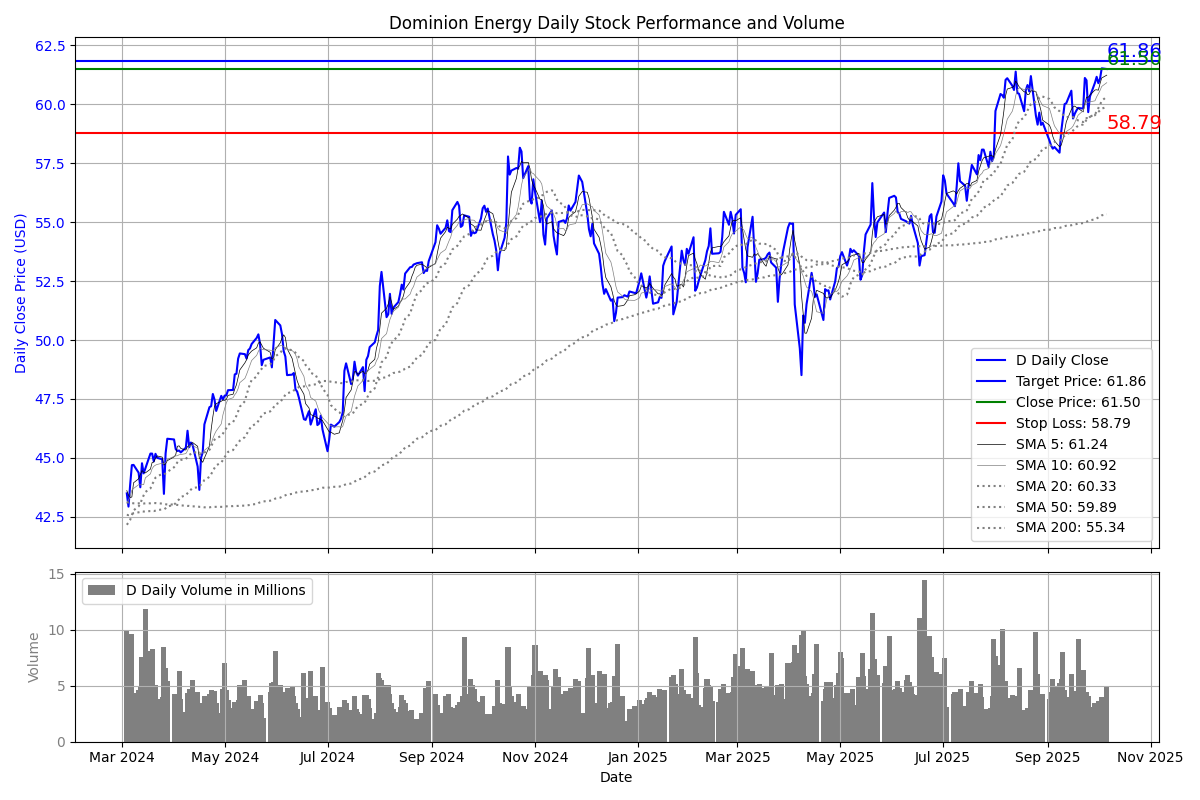 Dominion Energy Daily Stock Performance and Volume
62.5
60.0
57.5
55.0
52.5
50.0
47.5
45.0
42.5
Daily Close Price (USD)
61.86
61.50
58.79
D Daily Close
Target Price: 61.86
Close Price: 61.50
Stop Loss: 58.79
SMA 5: 61.24
SMA 10: 60.92
SMA 20: 60.33
SMA 50: 59.89
SMA 200: 55.34
15
10
5
0
Volume
D Daily Volume in Millions
Mar 2024 May 2024 Jul 2024 Sep 2024 Nov 2024 Jan 2025 Mar 2025 May 2025 Jul 2025 Sep 2025 Nov 2025
Date